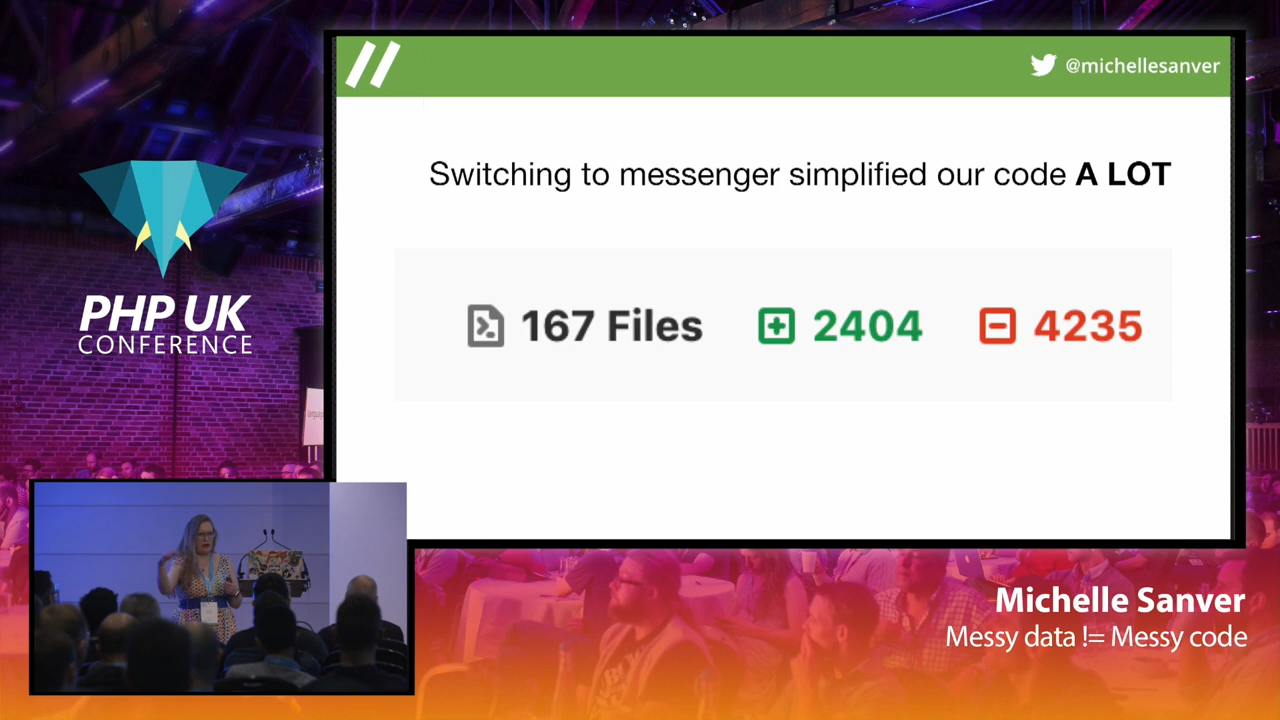 @michellesanver
Switching to messenger simplified our code A LOT
167 Files 2404 4235
PHP UK
CONFERENCE
Michelle Sanver
Messy data != Messy code